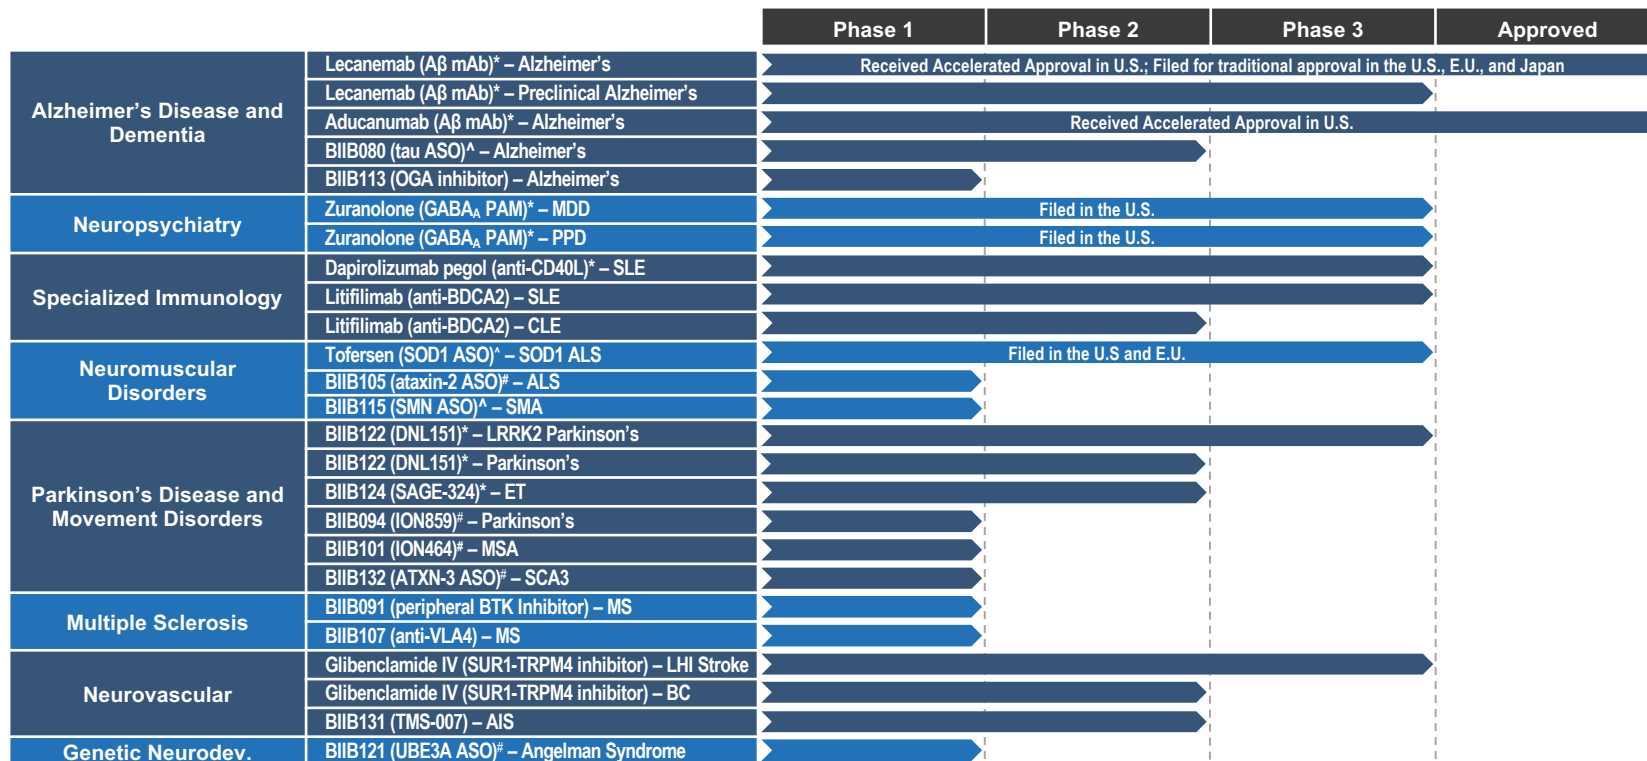 Phase 1 Phase 2 Phase 3 Approved
Alzheimer's Disease and
Dementia
Lecanemab (Aβ mAb)* – Alzheimer's Received Accelerated Approval in U.S.; Filed for traditional approval in the U.S., E.U., and Japan
Lecanemab (Aβ mAb)* – Preclinical Alzheimer's
Aducanumab (Aβ mAb)* – Alzheimer's Received Accelerated Approval in U.S.
BIIB080 (tau ASO)^ – Alzheimer's
BIIB113 (OGA inhibitor) – Alzheimer's
Neuropsychiatry
Zuranolone (GABAA PAM)* – MDD Filed in the U.S.
Zuranolone (GABAA PAM)* – PPD Filed in the U.S.
Specialized Immunology
Dapirolizumab pegol (anti-CD40L)* – SLE
Litifilimab (anti-BDCA2) – SLE
Litifilimab (anti-BDCA2) – CLE
Neuromuscular
Disorders
Tofersen (SOD1 ASO)^ – SOD1 ALS Filed in the U.S and E.U.
BIIB105 (ataxin-2 ASO)# – ALS
BIIB115 (SMN ASO)^ – SMA
Parkinson's Disease and
Movement Disorders
BIIB122 (DNL151)* – LRRK2 Parkinson's
BIIB122 (DNL151)* – Parkinson's
BIIB124 (SAGE-324)* – ET
BIIB094 (ION859)# – Parkinson's
BIIB101 (ION464)# – MSA
BIIB132 (ATXN-3 ASO)# – SCA3
Multiple Sclerosis
BIIB091 (peripheral BTK Inhibitor) – MS
BIIB107 (anti-VLA4) – MS
Neurovascular
Glibenclamide IV (SUR1-TRPM4 inhibitor) – LHI Stroke
Glibenclamide IV (SUR1-TRPM4 inhibitor) – BC
BIIB131 (TMS-007) – AIS
Genetic Neurodev.
BIIB121 (UBE3A ASO)# – Angelman Syndrome